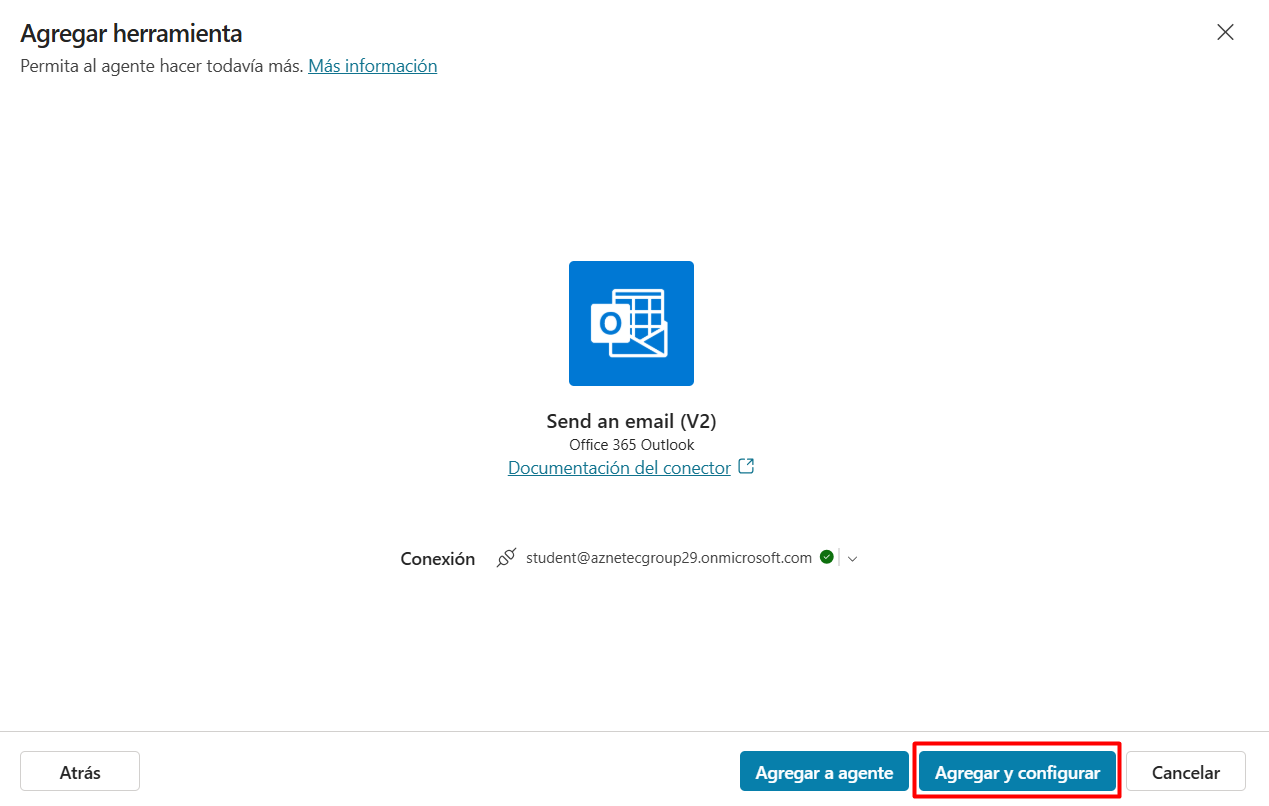 Agregar herramienta
Permita al agente hacer todavía más. Más información
O
Send an email (V2)
Office 365 Outlook
Documentación del conector
Conexión student@aznetecgroup29.onmicrosoft.com
Atrás Agregar a agente Agregar y configurar Cancelar